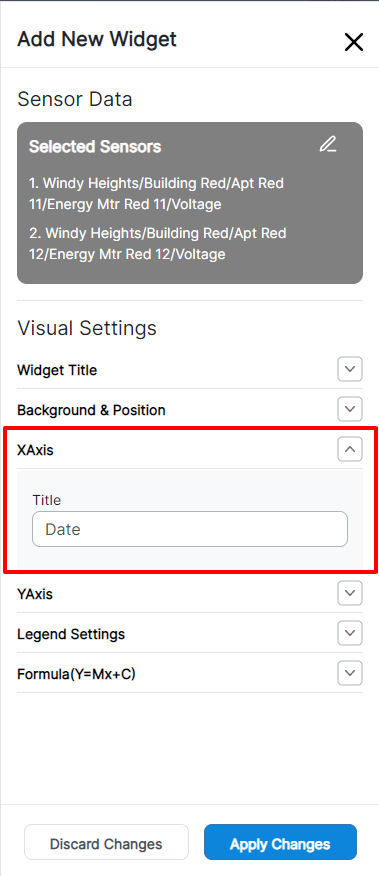 Add New Widget
Sensor Data
Selected Sensors
1. Windy Heights/Building Red/Apt Red
11/Energy Mtr Red 11/Voltage
2. Windy Heights/Building Red/Apt Red
12/Energy Mtr Red 12/Voltage
Visual Settings
Widget Title
Background & Position
XAxis
Title
Date
YAxis
Legend Settings
Formula(Y=Mx+C)
Discard Changes
Apply Changes